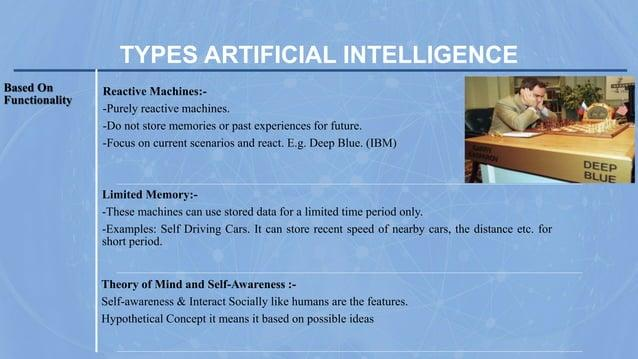 TYPES ARTIFICIAL INTELLIGENCE
Based On
Functionality
Reactive Machines:-
-Purely reactive machines.
-Do not store memories or past experiences for future.
-Focus on current scenarios and react. E.g. Deep Blue. (IBM)
GARRY
KASPAROV
DEEP
BLUE
Limited Memory:-
-These machines can use stored data for a limited time period only.
-Examples: Self Driving Cars. It can store recent speed of nearby cars, the distance etc. for
short period.
Theory of Mind and Self-Awareness :-
Self-awareness & Interact Socially like humans are the features.
Hypothetical Concept it means it based on possible ideas